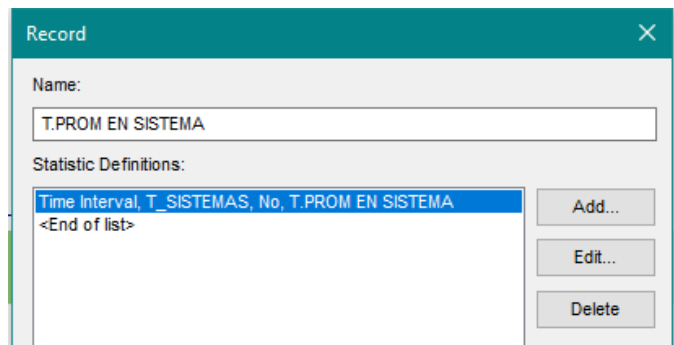 Record
Name:
T.PROM EN SISTEMA
Statistic Definitions:
Time Interval, T_SISTEMAS, No, T.PROM EN SISTEMA
<End of list>
Add...
Edit...
Delete